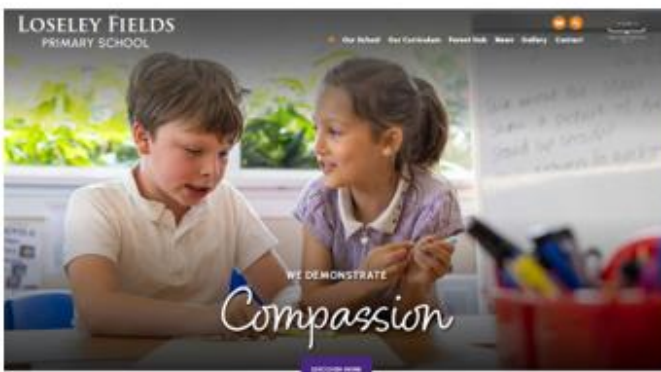 LOSELEY FIELDS
PRIMARY SCHOOL
Our School Our Curriculum Parent Hub News Gallery Contact
WE DEMONSTRATE
Compassion
DISCOVER MORE